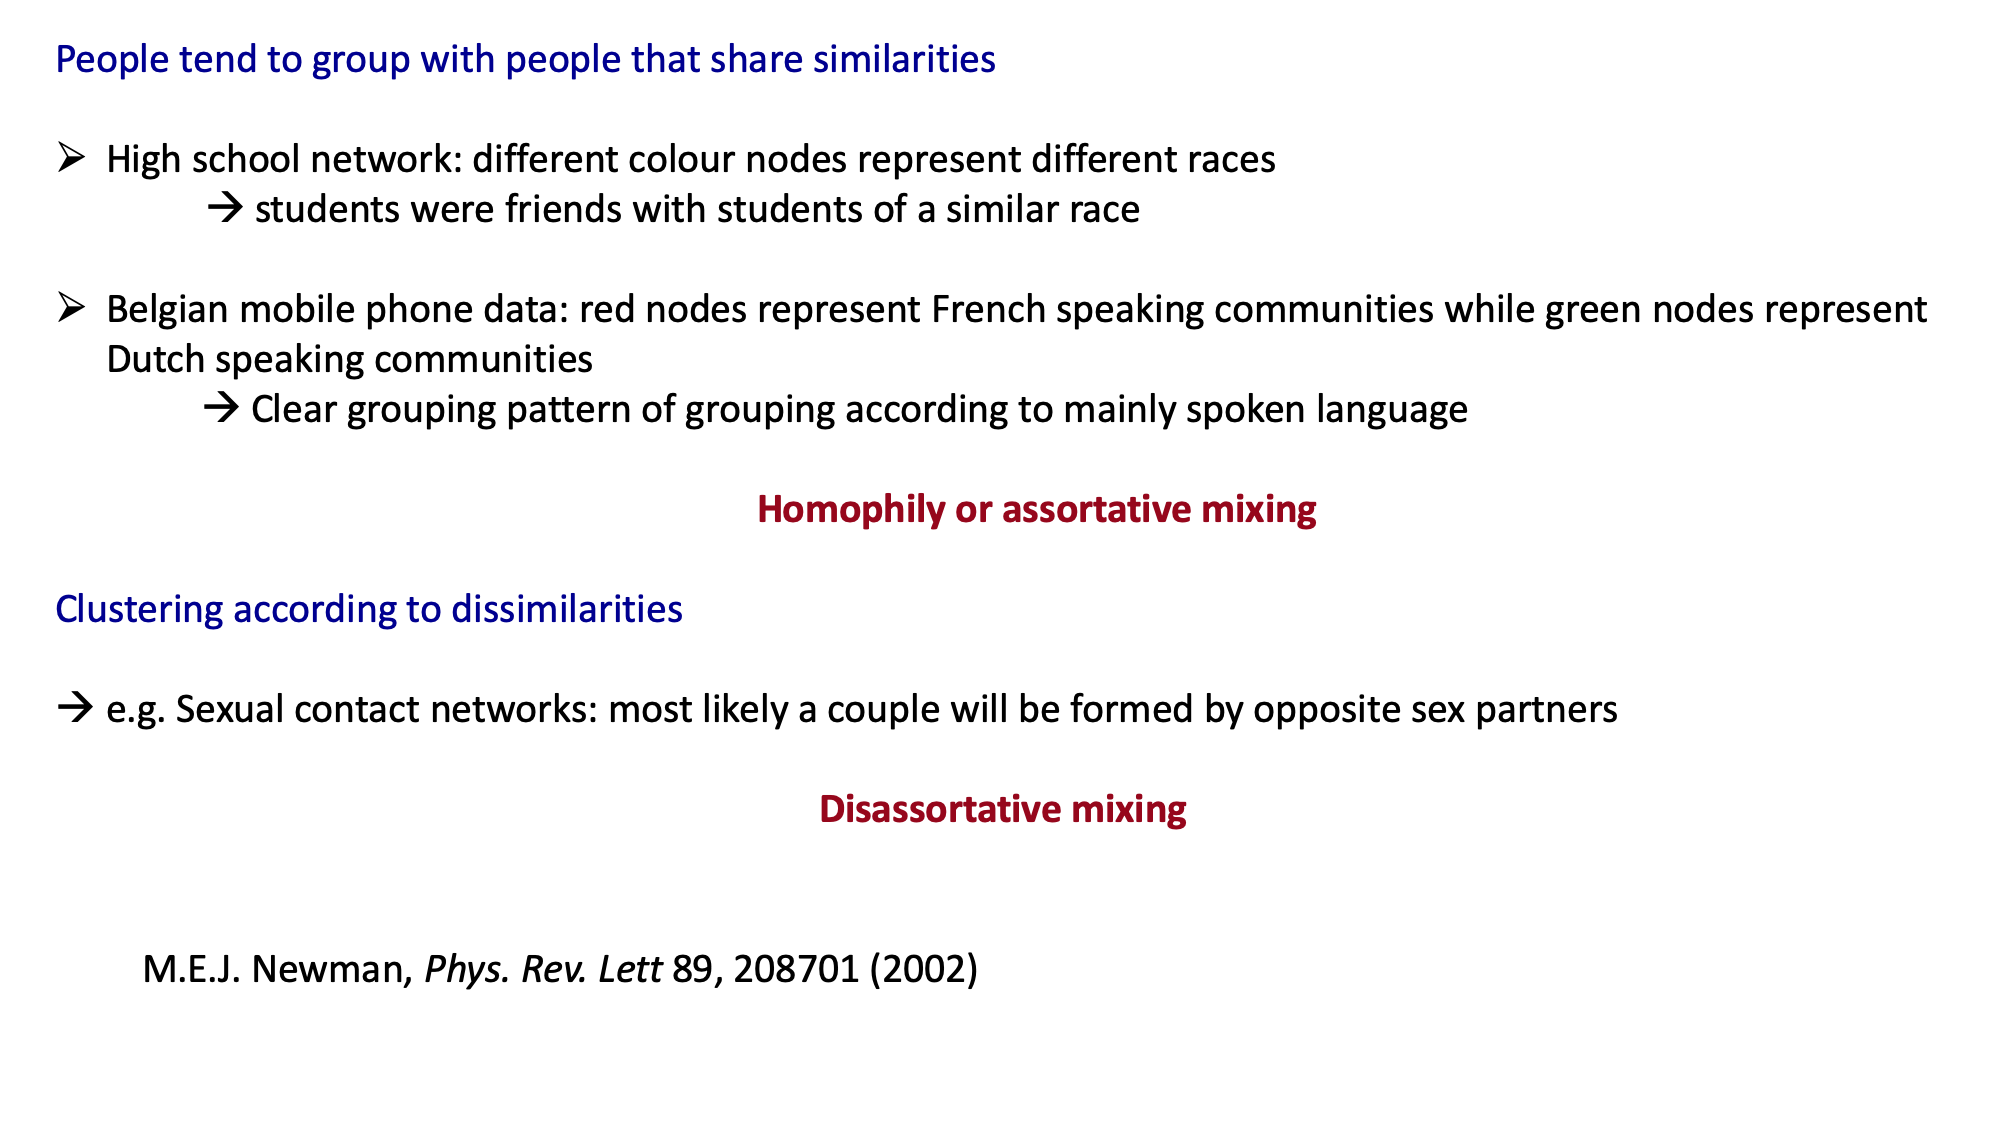 People tend to group with people that share similarities
➢ High school network: different colour nodes represent different races
→ students were friends with students of a similar race
➢ Belgian mobile phone data: red nodes represent French speaking communities while green nodes represent
Dutch speaking communities
→ Clear grouping pattern of grouping according to mainly spoken language
Homophily or assortative mixing
Clustering according to dissimilarities
→ e.g. Sexual contact networks: most likely a couple will be formed by opposite sex partners
Disassortative mixing
M.E.J. Newman, Phys. Rev. Lett 89, 208701 (2002)